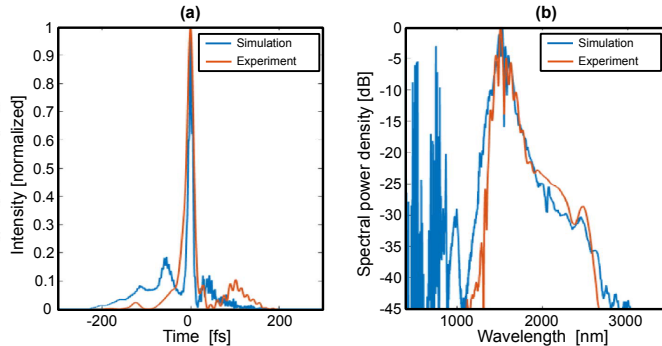 (a)
Intensity [normalized]
1
0.9
0.8
0.7
0.6
0.5
0.4
0.3
0.2
0.1
0
-200
0
200
Time [fs]
Simulation
Experiment
(b)
Spectral power density [dB]
0
-5
-10
-15
-20
-25
-30
-35
-40
-45
1000
2000
3000
Wavelength [nm]
Simulation
Experiment